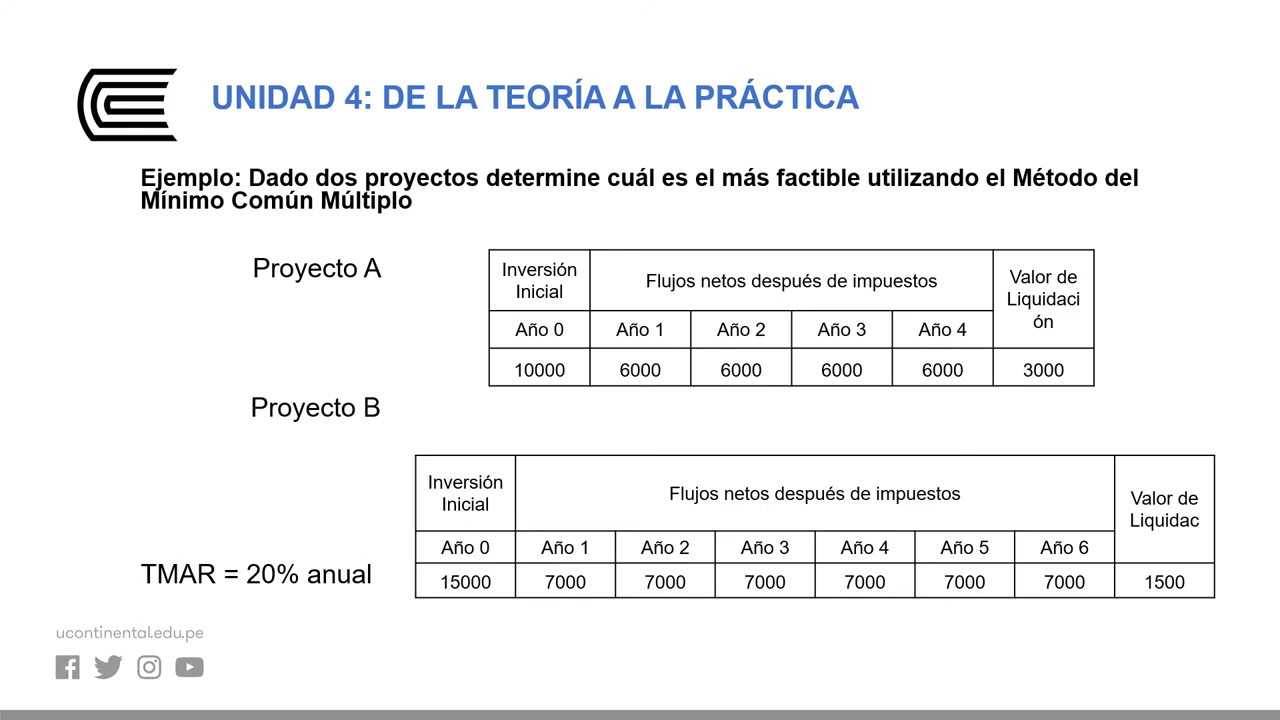 UNIDAD 4: DE LA TEORÍA A LA PRÁCTICA
Ejemplo: Dado dos proyectos determine cuál es el más factible utilizando el Método del
Mínimo Común Múltiplo
Proyecto A
Inversión
Inicial
Flujos netos después de impuestos
Valor de
Liquidaci
ón
Año 0 Año 1 Año 2 Año 3 Año 4
10000 6000 6000 6000 6000 3000
Proyecto B
Inversión
Inicial
Flujos netos después de impuestos
Valor de
Liquidac
Año 0 Año 1 Año 2 Año 3 Año 4 Año 5 Año 6
15000 7000 7000 7000 7000 7000 7000 1500
TMAR = 20% anual
ucontinental.edu.pe